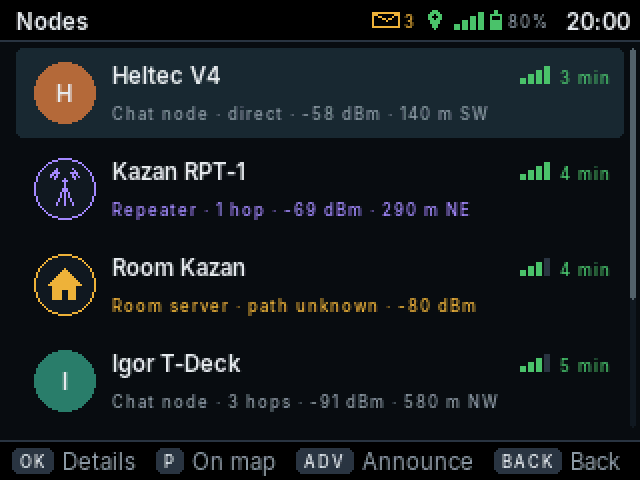 Nodes 3 80% 20:00
H Heltec V4 3 min
Chat node · direct · -58 dBm · 140 m SW
Kazan RPT-1 4 min
Repeater · 1 hop · -69 dBm · 290 m NE
Room Kazan 4 min
Room server · path unknown · -80 dBm
I Igor T-Deck 5 min
Chat node · 3 hops · -91 dBm · 580 m NW
OK Details P On map ADV Announce BACK Back